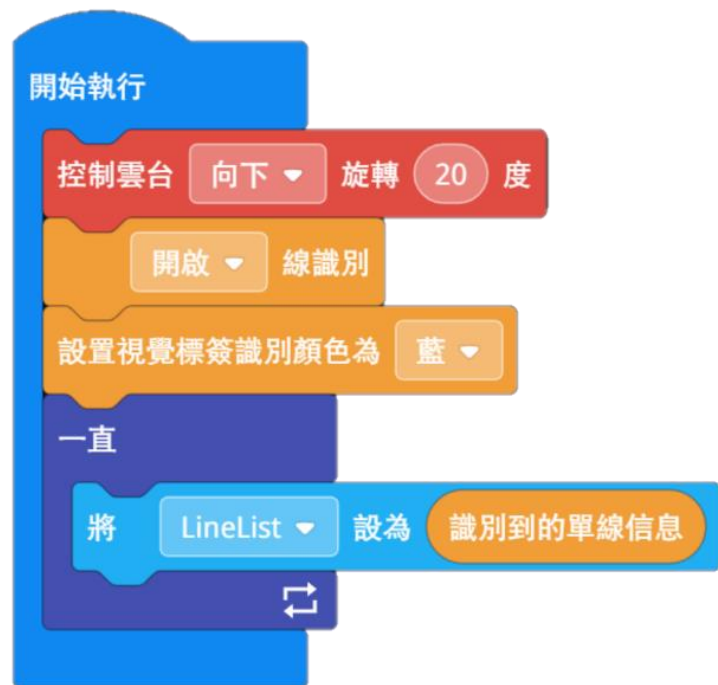 開始執行
控制雲台 向下 旋轉 20 度
開啟 線識別
設置視覺標簽識別顏色為 藍
一直
將 LineList 設為 識別到的單線信息